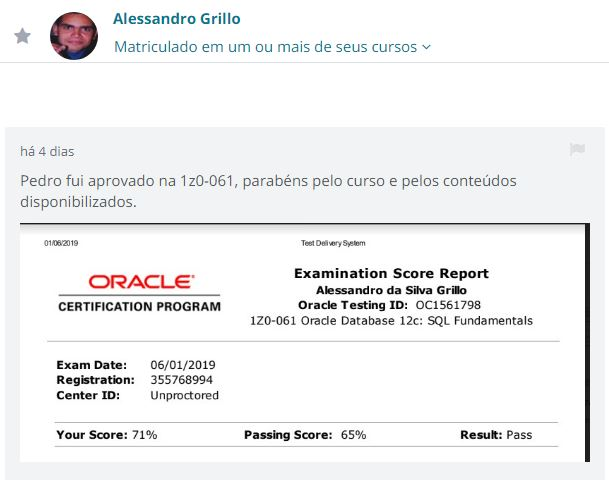 Alessandro Grillo
Matriculado em um ou mais de seus cursos
há 4 dias
Pedro fui aprovado na 1z0-061, parabéns pelo curso e pelos conteúdos
disponibilizados.
01/06/2019 Test Delivery System
ORACLE®
CERTIFICATION PROGRAM
Examination Score Report
Alessandro da Silva Grillo
Oracle Testing ID: OC1561798
1Z0-061 Oracle Database 12c: SQL Fundamentals
Exam Date: 06/01/2019
Registration: 355768994
Center ID: Unproctored
Your Score: 71% Passing Score: 65% Result: Pass